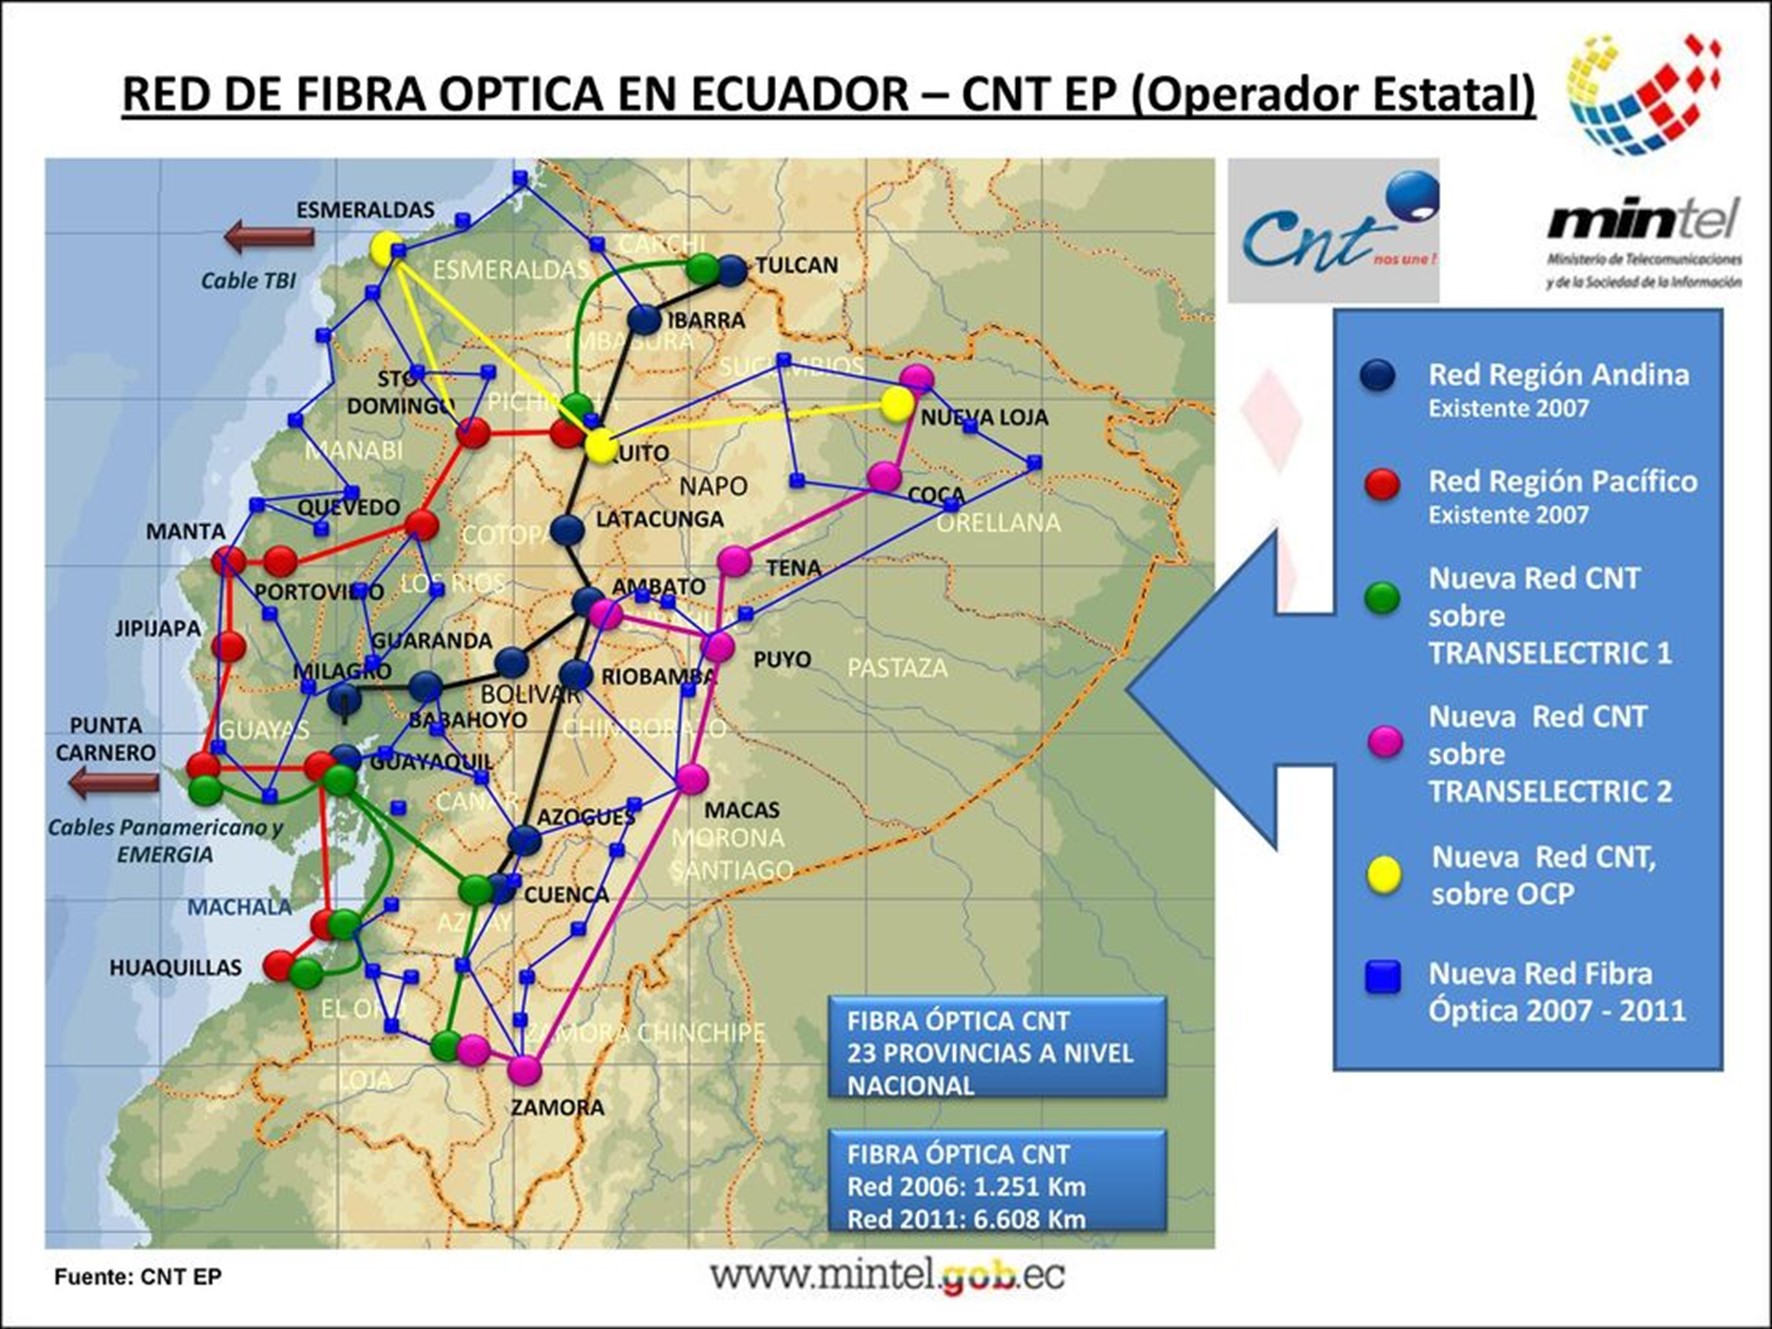 RED DE FIBRA OPTICA EN ECUADOR – CNT EP (Operador Estatal)
Cnt
nos une !
mintel
Ministerio de Telecomunicaciones
y de la Sociedad de la Información
ESMERALDAS
Cable TBI
ESMERALDAS
CARCHI
TULCAN
IBARRA
IMBABURA
SUCUMBIOS
STO
DOMINGO
PICHI
NUEVA LOJA
MANABI
UITO
NAPO
COCA
ORELLANA
QUEVEDO
MANTA
LATACUNGA
COTOPA
TENA
PORTOVIEJO
LOS RIOS
AMBATO
JIPIJAPA
GUARANDA
PUYO
PASTAZA
MILAGRO
RIOBAMBA
BOLIVAR
BABAHOYO
CHIMBORAZO
GUAYAS
PUNTA
CARNERO
GUAYAQUIL
CAÑAR
AZOGUES
MACAS
MORONA
SANTIAGO
Cables Panamericano y
EMERGIA
MACHALA
CUENCA
AZUAY
HUAQUILLAS
EL ORO
ZAMORA CHINCHIPE
LOJA
ZAMORA
FIBRA ÓPTICA CNT
23 PROVINCIAS A NIVEL
NACIONAL
FIBRA ÓPTICA CNT
Red 2006: 1.251 Km
Red 2011: 6.608 Km
Red Región Andina
Existente 2007
Red Región Pacífico
Existente 2007
Nueva Red CNT
sobre
TRANSELECTRIC 1
Nueva Red CNT
sobre
TRANSELECTRIC 2
Nueva Red CNT,
sobre OCP
Nueva Red Fibra
Óptica 2007 - 2011
Fuente: CNT EP
www.mintel.gob.ec